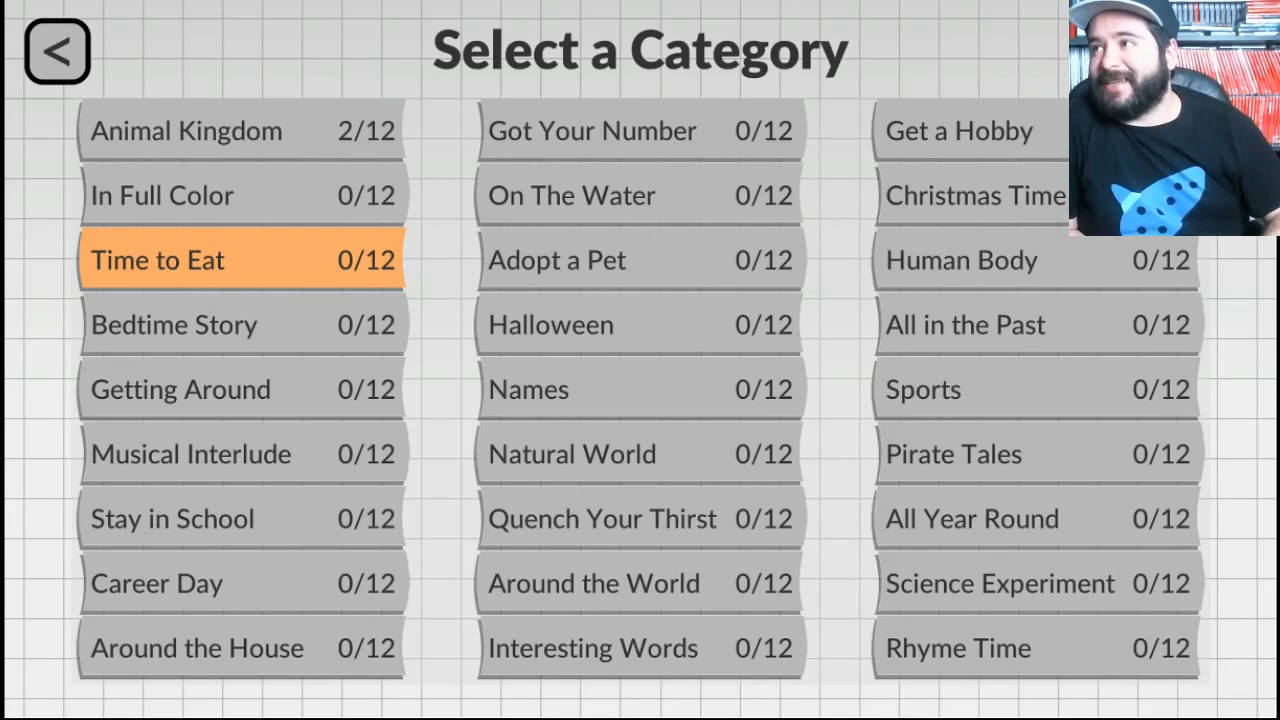 <
Select a Category
Animal Kingdom 2/12
In Full Color 0/12
Time to Eat 0/12
Bedtime Story 0/12
Getting Around 0/12
Musical Interlude 0/12
Stay in School 0/12
Career Day 0/12
Around the House 0/12
Got Your Number 0/12
On The Water 0/12
Adopt a Pet 0/12
Halloween 0/12
Names 0/12
Natural World 0/12
Quench Your Thirst 0/12
Around the World 0/12
Interesting Words 0/12
Get a Hobby
Christmas Time
Human Body 0/12
All in the Past 0/12
Sports 0/12
Pirate Tales 0/12
All Year Round 0/12
Science Experiment 0/12
Rhyme Time 0/12